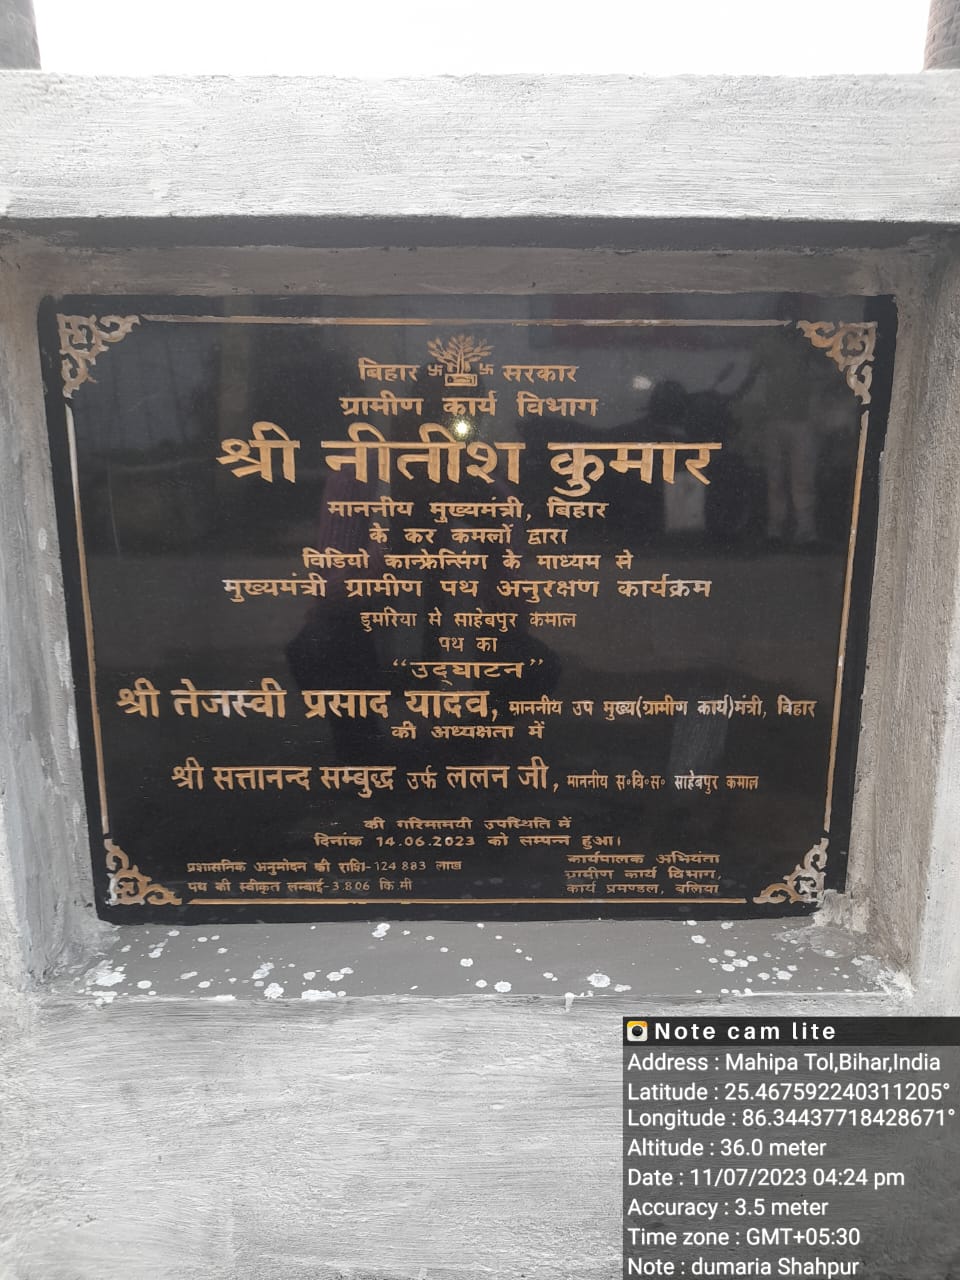 बिहार 卐 卐 सरकार
ग्रामीण कार्य विभाग
श्री नीतीश कुमार
माननीय मुख्यमंत्री, बिहार
के कर कमलों द्वारा
विडियो कान्फ्रेन्सिंग के माध्यम से
मुख्यमंत्री ग्रामीण पथ अनुरक्षण कार्यक्रम
डुमरिया से साहेबपुर कमाल
पथ का
“उद्घाटन”
श्री तेजस्वी प्रसाद यादव, माननीय उप मुख्य(ग्रामीण कार्य)मंत्री, बिहार
की अध्यक्षता में
श्री सत्तानन्द सम्बुद्ध उर्फ ललन जी, माननीय स०वि०स० साहेबपुर कमाल
की गरिमामयी उपस्थिति में
दिनांक 14.06.2023 को सम्पन्न हुआ।
प्रशासनिक अनुमोदन की राशि-124.883 लाख
पथ की स्वीकृत लम्बाई-3.806 कि मी
कार्यपालक अभियंता
ग्रामीण कार्य विभाग,
कार्य प्रमण्डल, बलिया
Note cam lite
Address : Mahipa Tol,Bihar,India
Latitude : 25.467592240311205°
Longitude : 86.34437718428671°
Altitude : 36.0 meter
Date : 11/07/2023 04:24 pm
Accuracy : 3.5 meter
Time zone : GMT+05:30
Note : dumaria Shahpur